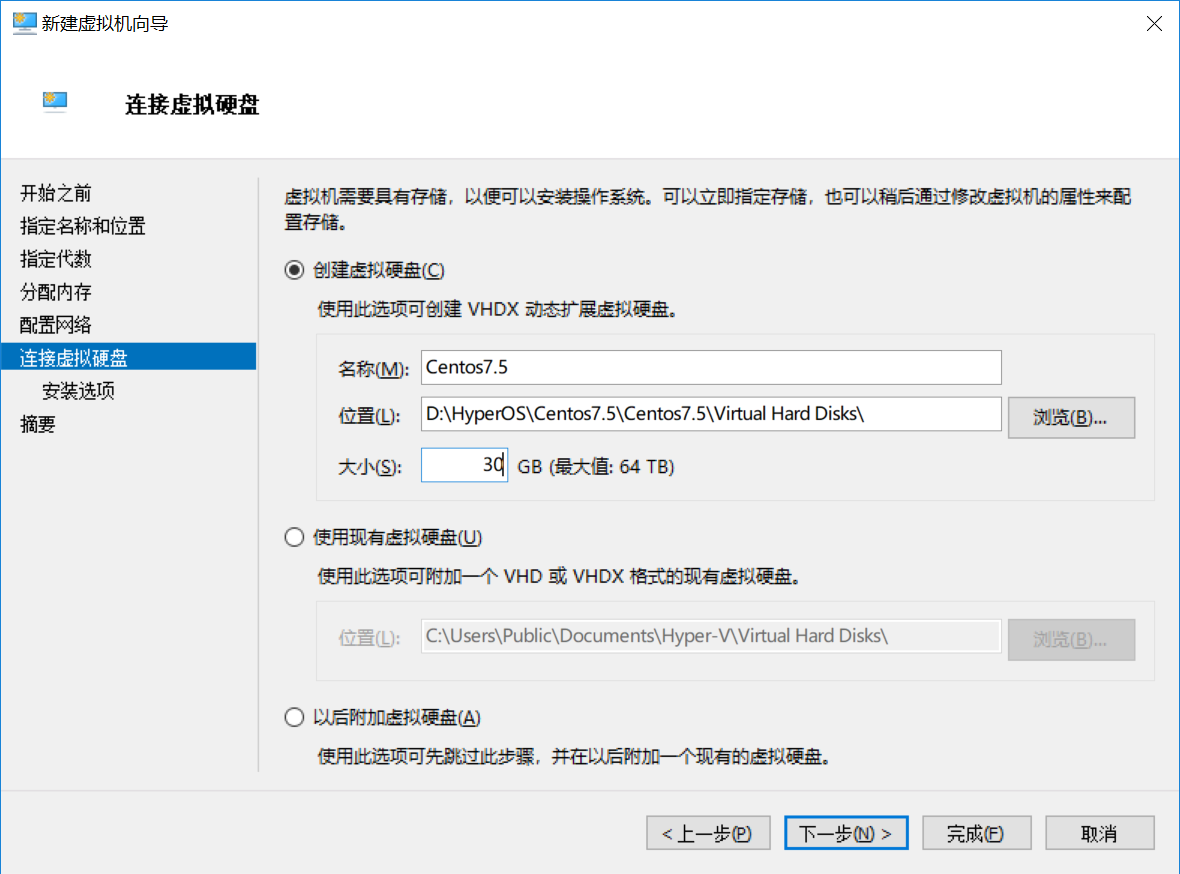 新建虚拟机向导
连接虚拟硬盘
开始之前
指定名称和位置
指定代数
分配内存
配置网络
连接虚拟硬盘
安装选项
摘要
虚拟机需要具有存储，以便可以安装操作系统。可以立即指定存储，也可以稍后通过修改虚拟机的属性来配
置存储。
创建虚拟硬盘(C)
使用此选项可创建 VHDX 动态扩展虚拟硬盘。
名称(M): Centos7.5
位置(L): D:\HyperOS\Centos7.5\Centos7.5\Virtual Hard Disks\ 浏览(B)...
大小(S): 30 GB (最大值: 64 TB)
使用现有虚拟硬盘(U)
使用此选项可附加一个 VHD 或 VHDX 格式的现有虚拟硬盘。
位置(L): C:\Users\Public\Documents\Hyper-V\Virtual Hard Disks\ 浏览(B)...
以后附加虚拟硬盘(A)
使用此选项可先跳过此步骤，并在以后附加一个现有的虚拟硬盘。
< 上一步(P) 下一步(N) > 完成(F) 取消